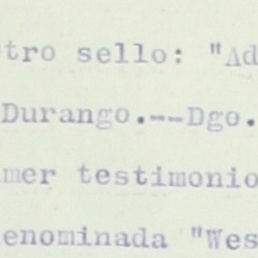 tro sello: "Ad
Durango.--Dgo.
mer testimonio
enominada "Wes